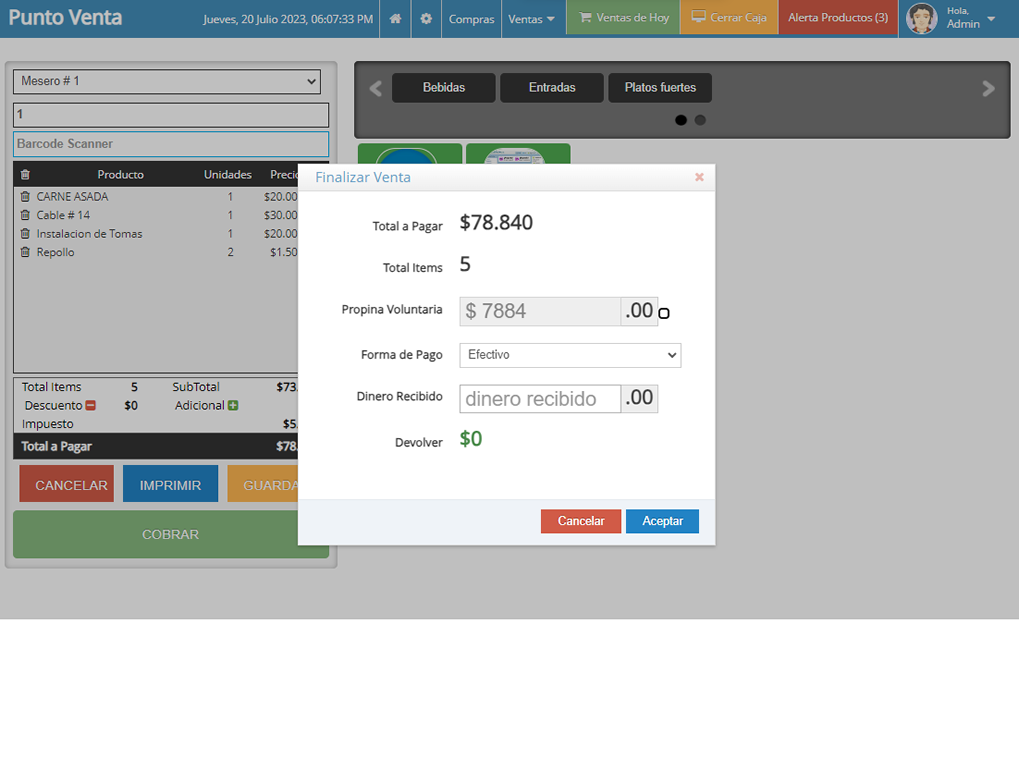 Punto Venta
Jueves, 20 Julio 2023, 06:07:33 PM
Compras
Ventas
Ventas de Hoy
Cerrar Caja
Alerta Productos (3)
Hola,
Admin
Mesero # 1
1
Barcode Scanner
Bebidas
Entradas
Platos fuertes
Producto Unidades Precio
CARNE ASADA 1 $20.00
Cable # 14 1 $30.00
Instalacion de Tomas 1 $20.00
Repollo 2 $1.50
Total Items 5 SubTotal $73.
Descuento $0 Adicional
Impuesto $5.
Total a Pagar $78.
CANCELAR
IMPRIMIR
GUARDA
COBRAR
Finalizar Venta
Total a Pagar $78.840
Total Items 5
Propina Voluntaria $ 7884 .00
Forma de Pago Efectivo
Dinero Recibido dinero recibido .00
Devolver $0
Cancelar
Aceptar